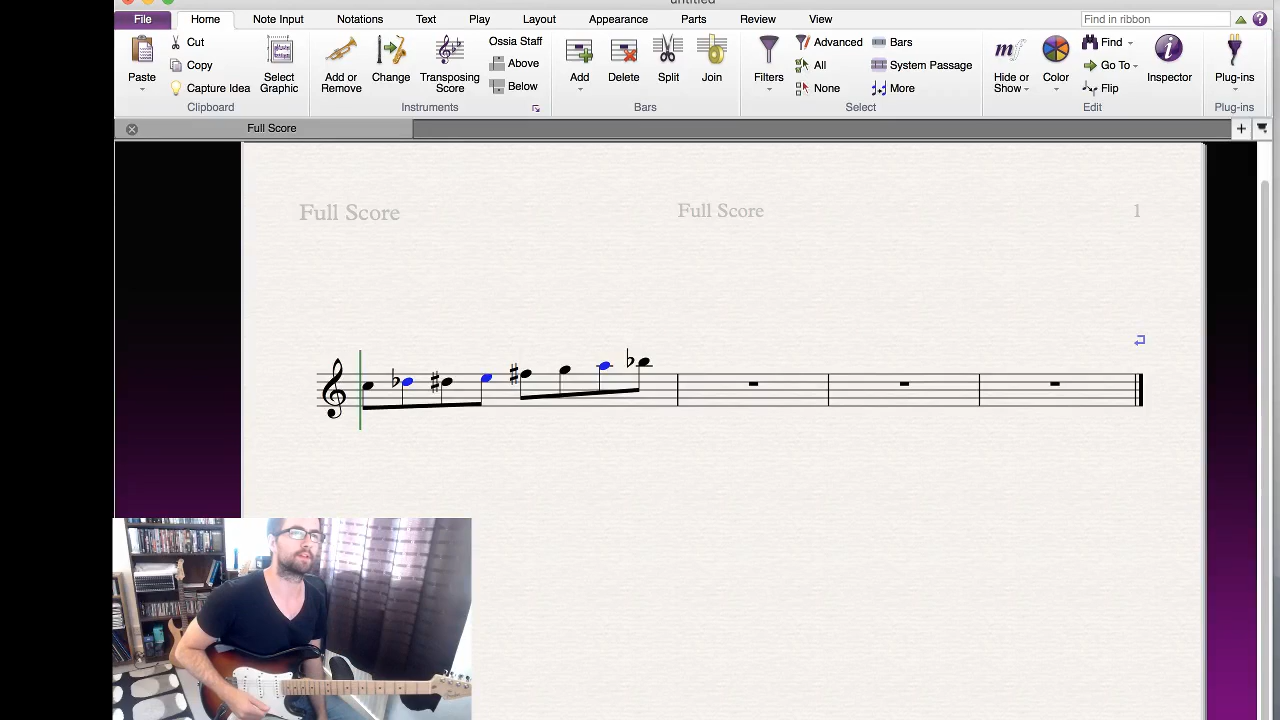 untitled
File Home Note Input Notations Text Play Layout Appearance Parts Review View Find in ribbon ?
Cut Ossia Staff Advanced Bars Find
Copy Above All System Passage Go To
Paste Select Graphic Add or Remove Change Transposing Score Add Delete Split Join Filters Hide or Show Color Inspector Plug-ins
Capture Idea Below None More Flip
Clipboard Instruments Bars Select Edit Plug-ins
Full Score
Full Score Full Score 1